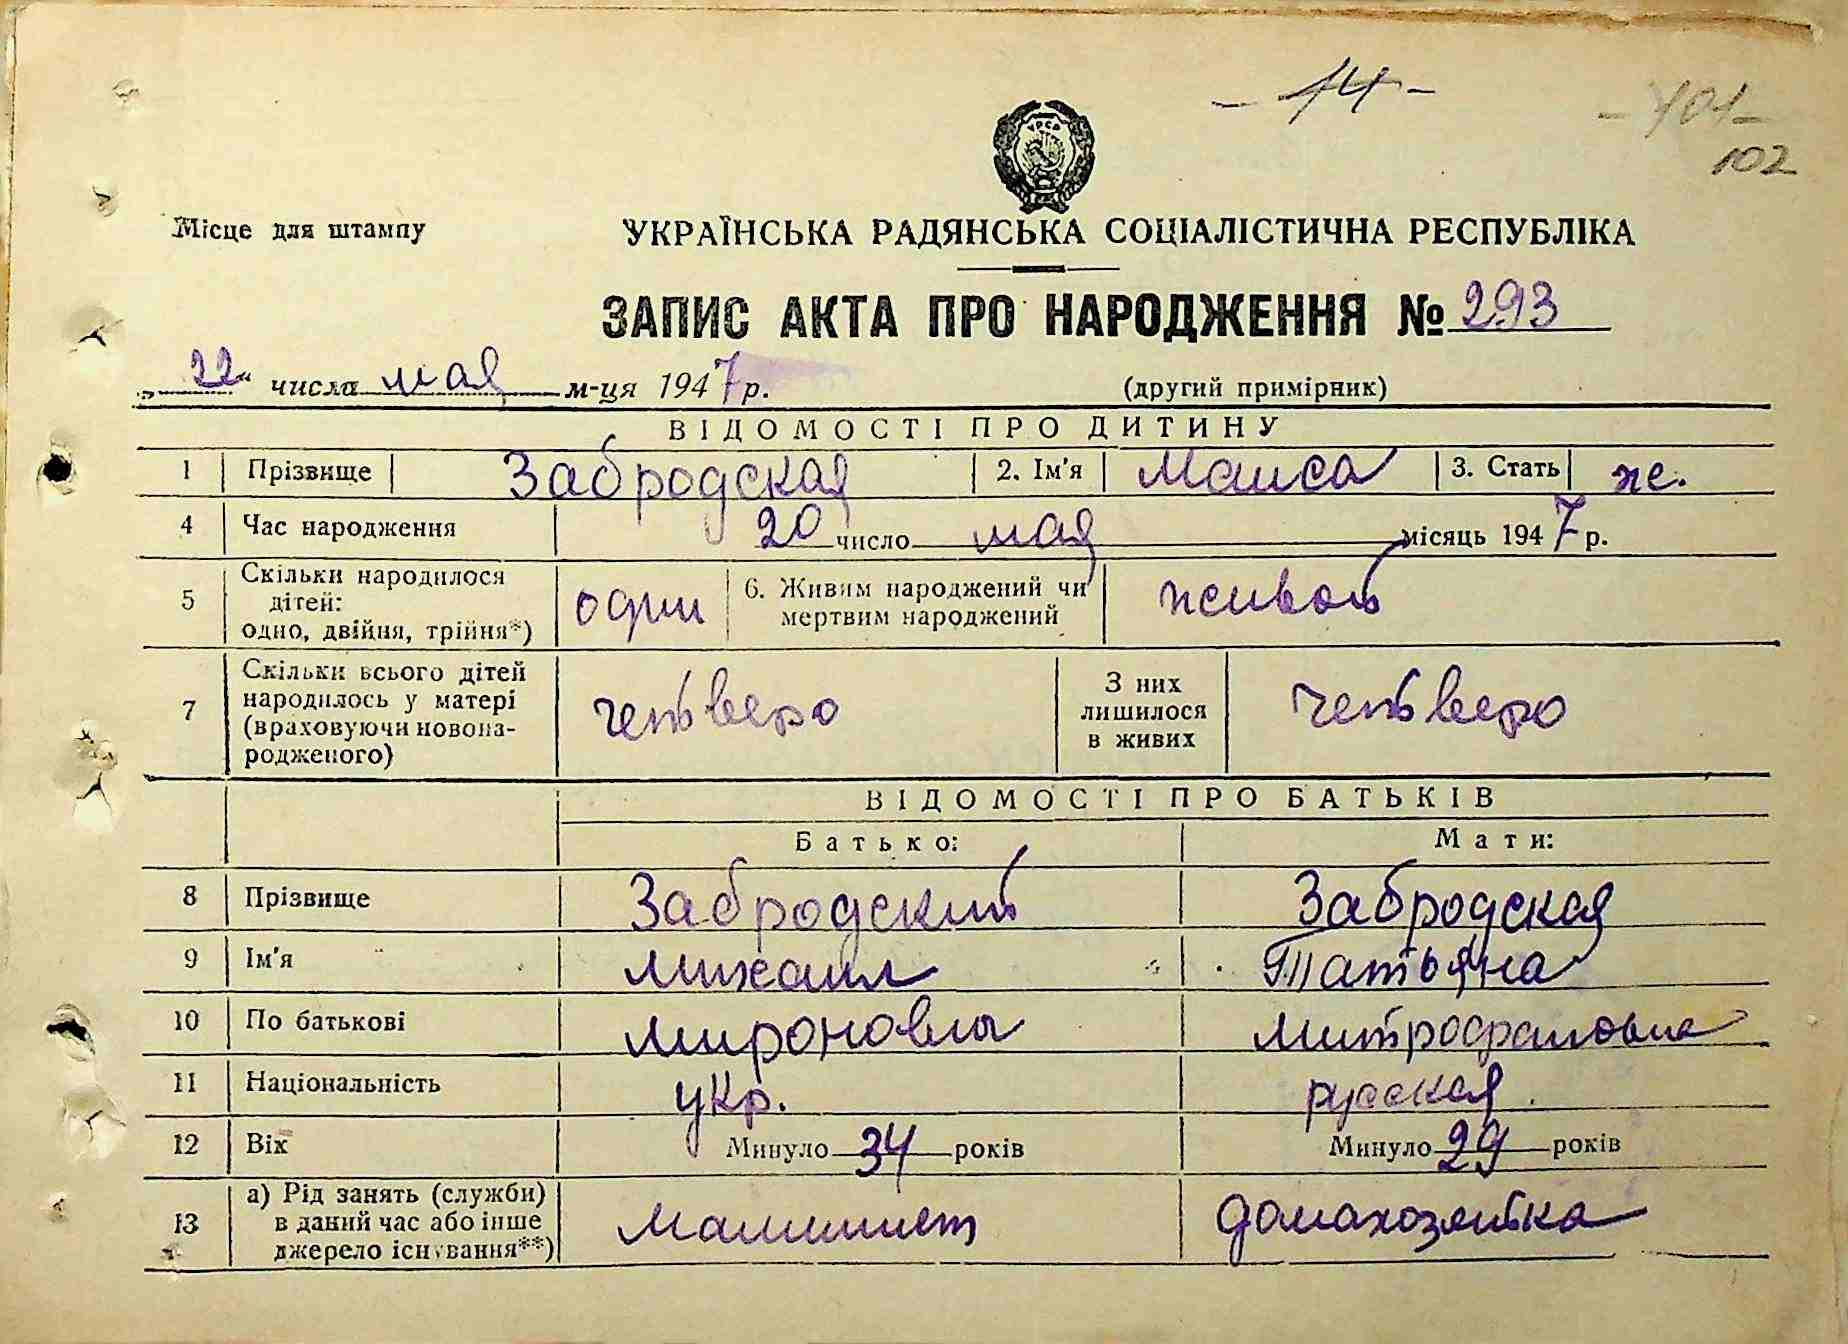 - 14 -
- 101 -
102
УРСР
Місце для штампу
УКРАЇНСЬКА РАДЯНСЬКА СОЦІАЛІСТИЧНА РЕСПУБЛІКА
ЗАПИС АКТА ПРО НАРОДЖЕННЯ № 293
„22“ числа мая м-ця 1947 р. (другий примірник)
ВІДОМОСТІ ПРО ДИТИНУ
1 Прізвище Забродская 2. Ім'я Маиса 3. Стать ж.
4 Час народження 20 число мая місяць 1947 р.
5 Скільки народилося дітей: одно, двійня, трійня*) один 6. Живим народжений чи мертвим народжений живой
7 Скільки всього дітей народилось у матері (враховуючи новонародженого) четверо З них лишилося в живих четверо
ВІДОМОСТІ ПРО БАТЬКІВ
Батько: Мати:
8 Прізвище Забродский Забродская
9 Ім'я Михаил Татьяна
10 По батькові Миронович Митрофановна
11 Національність укр. русская
12 Вік Минуло 34 років Минуло 29 років
13 а) Рід занять (служби) в даний час або інше джерело існування**) Машинист домахозяйка